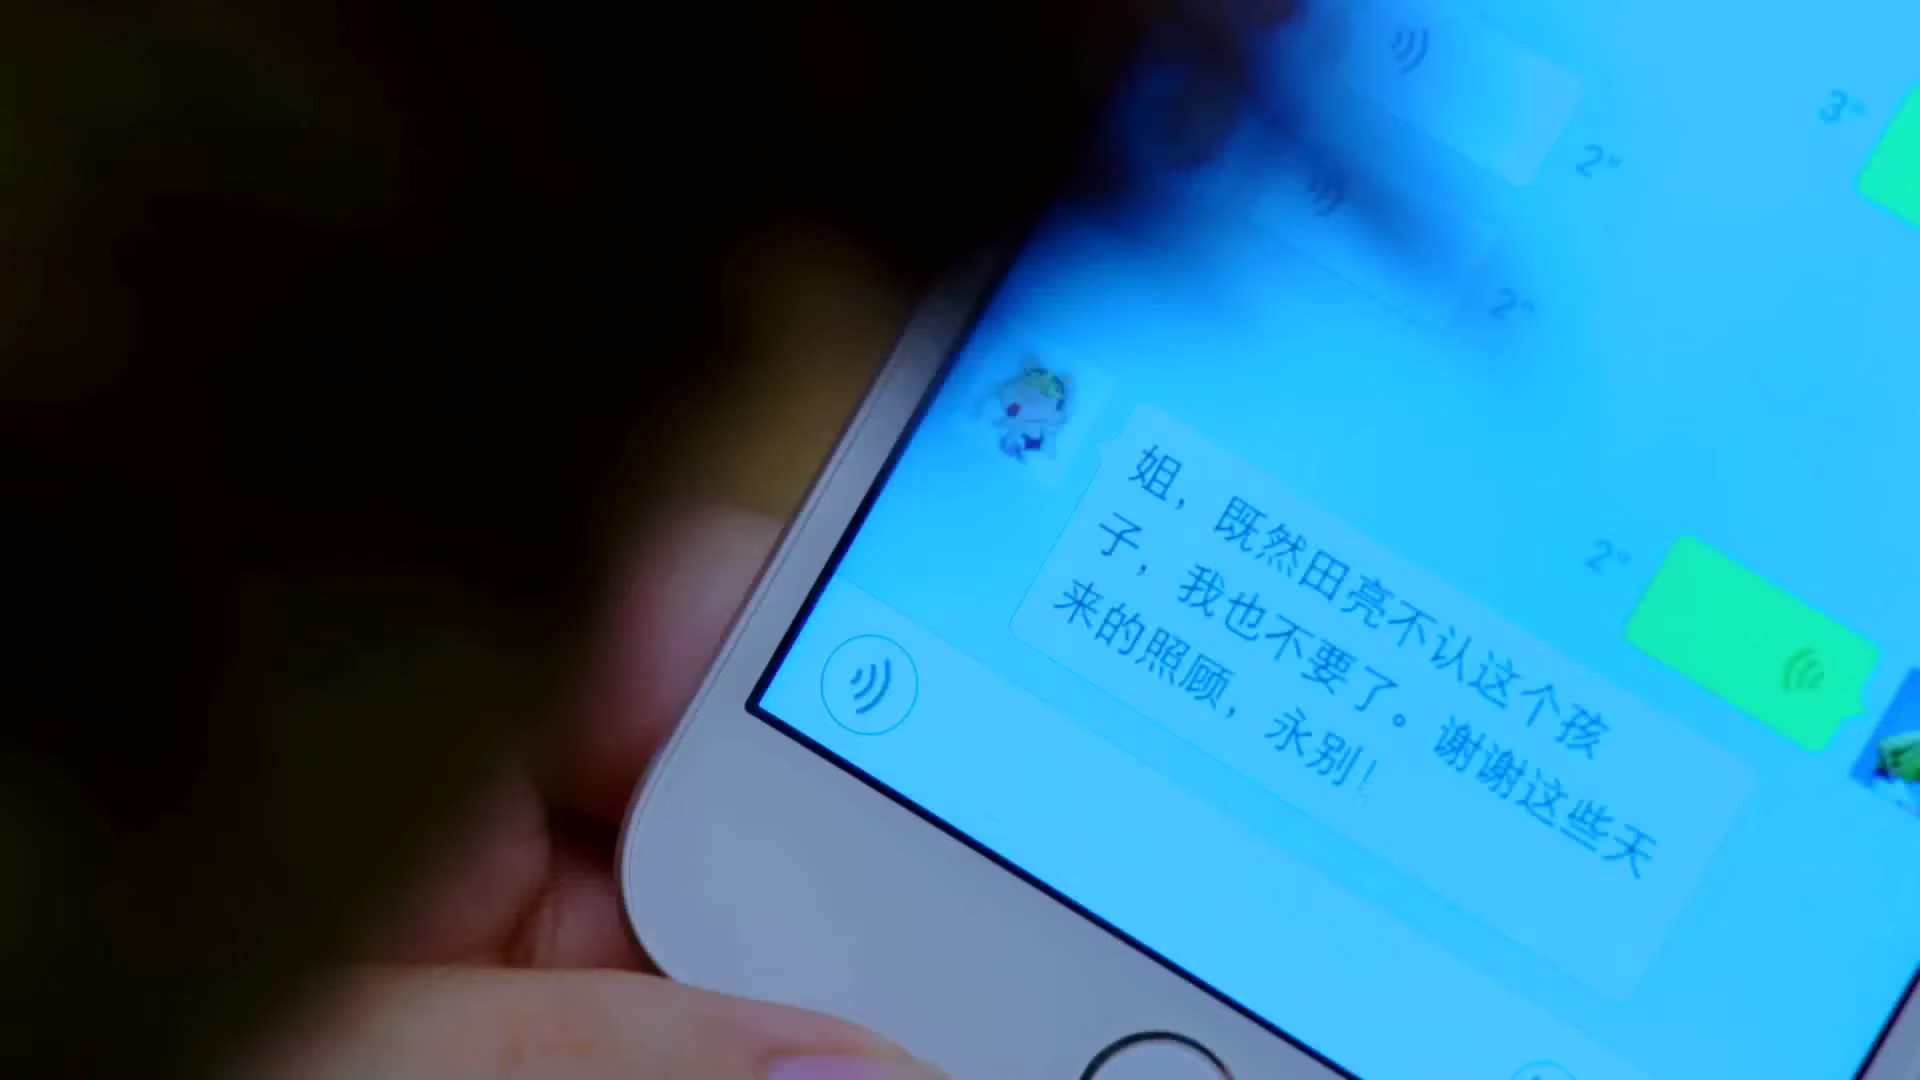 3"
2"
2"
姐，既然田亮不认这个孩
子，我也不要了。谢谢这些天
来的照顾，永别！
2"